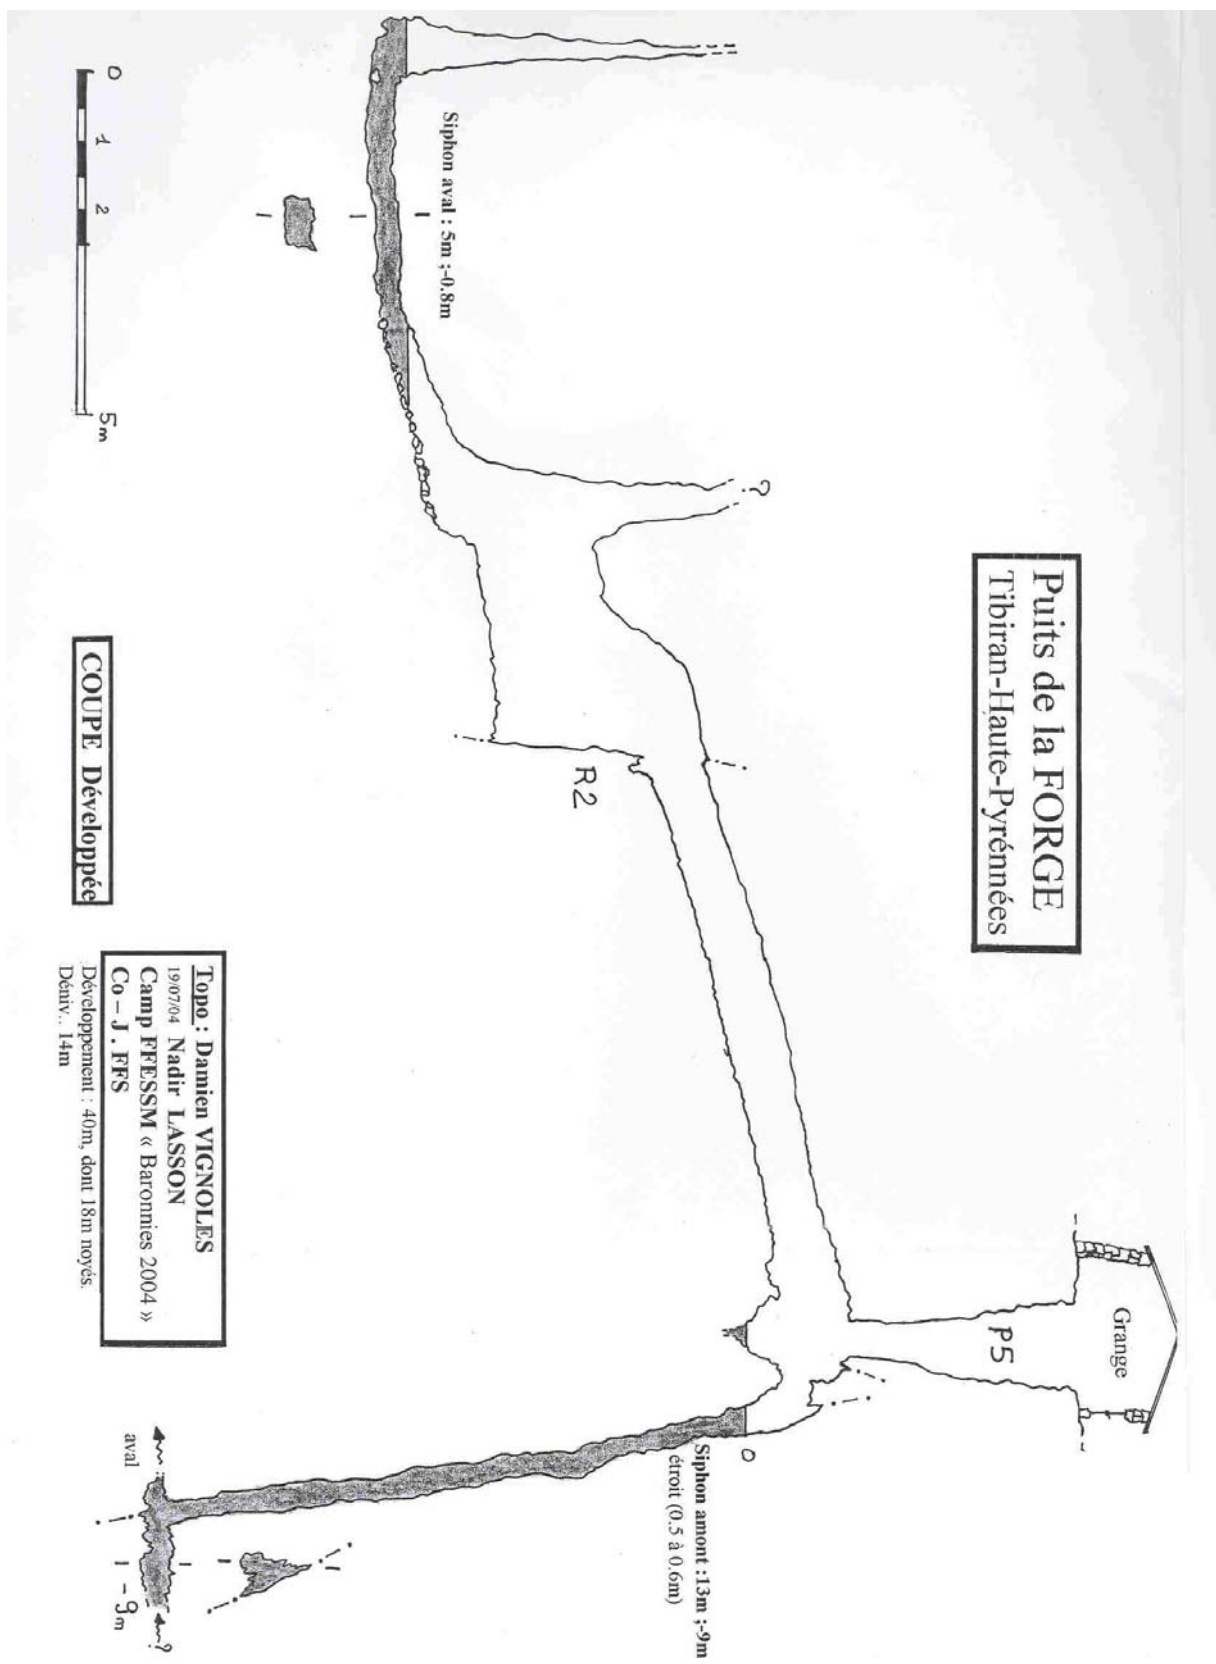 Puits de la FORGE
Tibiran-Haute-Pyrénnées
Grange
P5
R2
?
Siphon aval : 5m ;-0.8m
0
Siphon amont :13m ;-9m
étroit (0.5 à 0.6m)
0 1 2 5m
COUPE Développée
Topo : Damien VIGNOLES
19/07/04 Nadir LASSON
Camp FFESSM « Baronnies 2004 »
Co – J . FFS
Développement : 40m, dont 18m noyés.
Déniv.. 14m
aval
-9m
?